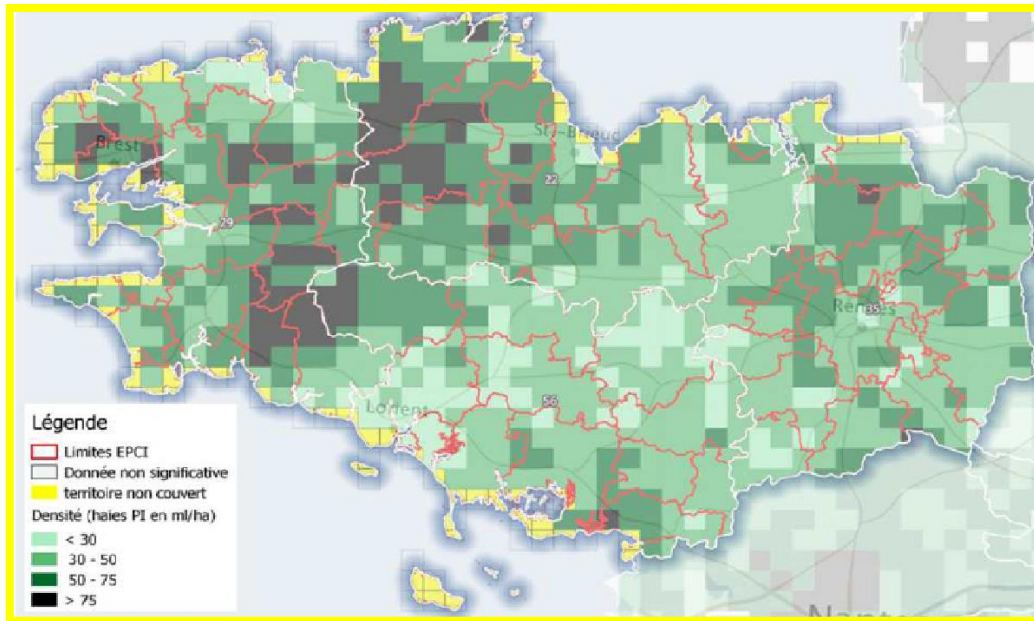 Brest
St-Brieuc
22
29
Rennes
35
56
Lorient
Légende
Limites EPCI
Donnée non significative
territoire non couvert
Densité (haies PI en ml/ha)
< 30
30 - 50
50 - 75
> 75